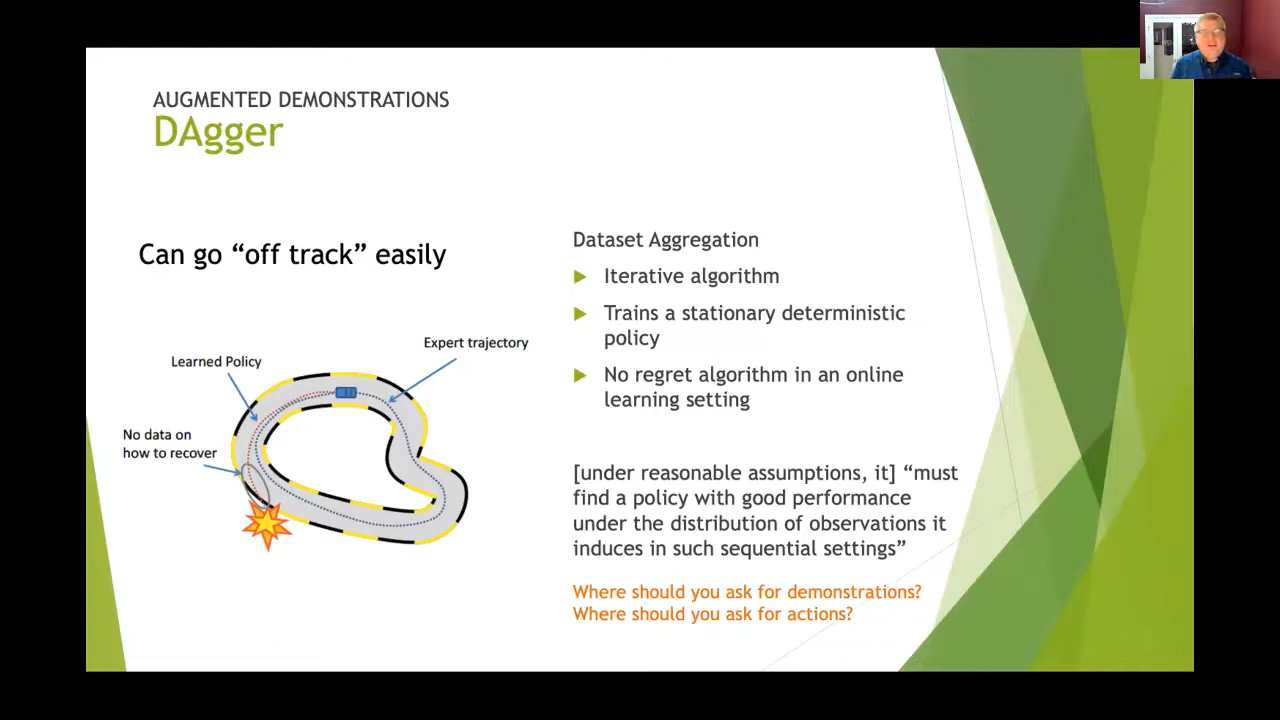 AUGMENTED DEMONSTRATIONS
DAgger
Can go “off track” easily
Expert trajectory
Learned Policy
No data on
how to recover
Dataset Aggregation
Iterative algorithm
Trains a stationary deterministic
policy
No regret algorithm in an online
learning setting
[under reasonable assumptions, it] “must
find a policy with good performance
under the distribution of observations it
induces in such sequential settings”
Where should you ask for demonstrations?
Where should you ask for actions?